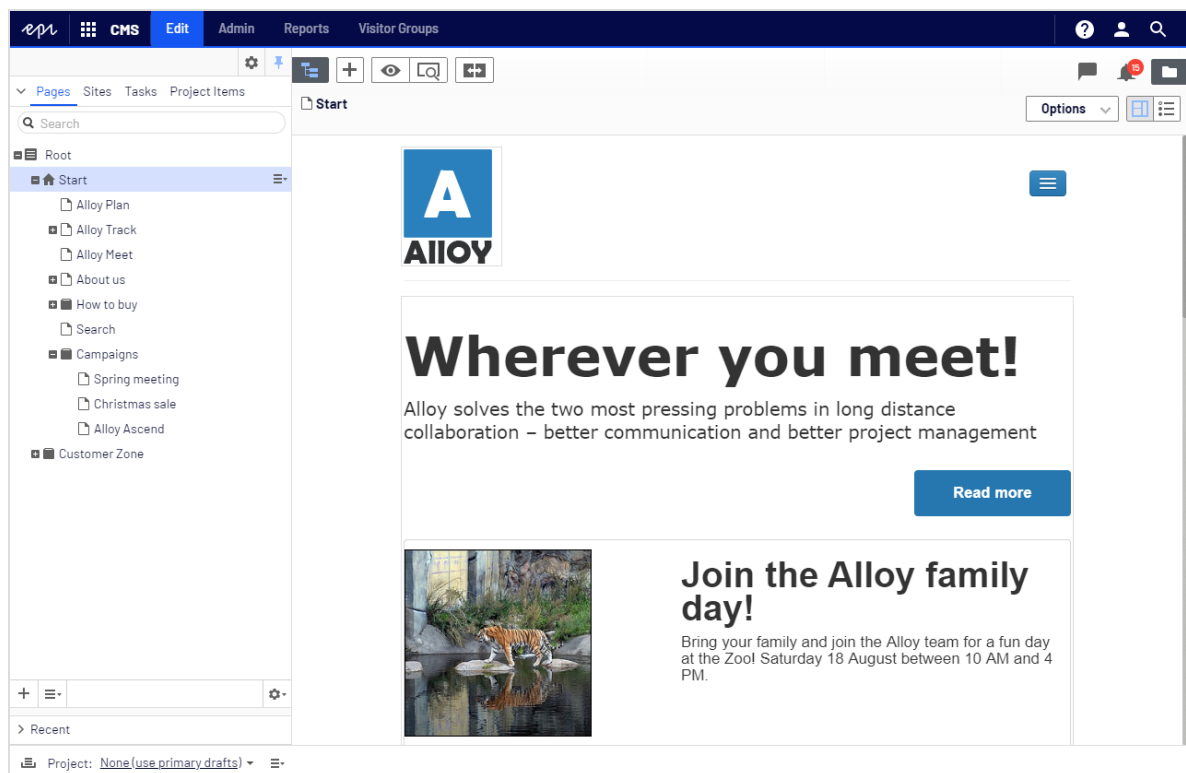 epi CMS Edit Admin Reports Visitor Groups
15
Pages Sites Tasks Project Items
Search
Root
Start
Alloy Plan
Alloy Track
Alloy Meet
About us
How to buy
Search
Campaigns
Spring meeting
Christmas sale
Alloy Ascend
Customer Zone
Recent
Project: None (use primary drafts)
Start
Options
A
Alloy
Wherever you meet!
Alloy solves the two most pressing problems in long distance
collaboration – better communication and better project management
Read more
Join the Alloy family
day!
Bring your family and join the Alloy team for a fun day
at the Zoo! Saturday 18 August between 10 AM and 4
PM.